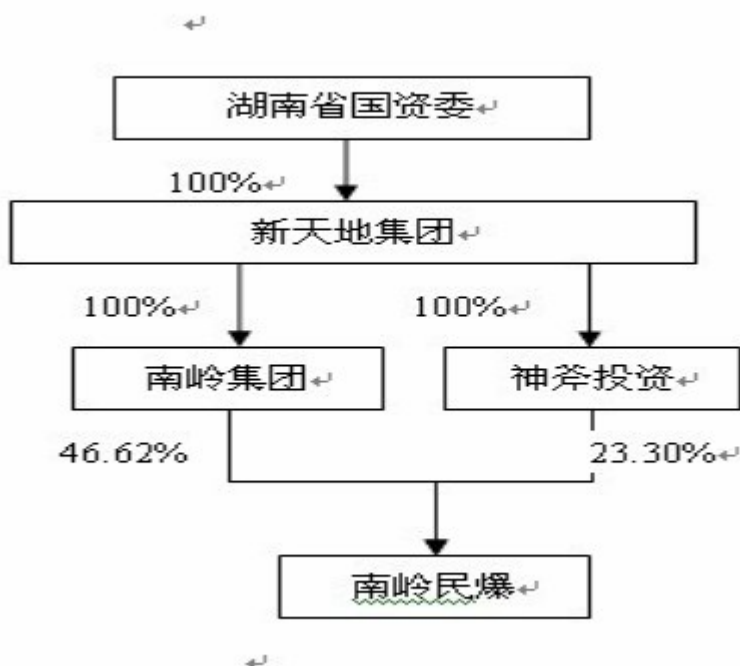 湖南省国资委
100%
新天地集团
100% 100%
南岭集团 神斧投资
46.62% 23.30%
南岭民爆